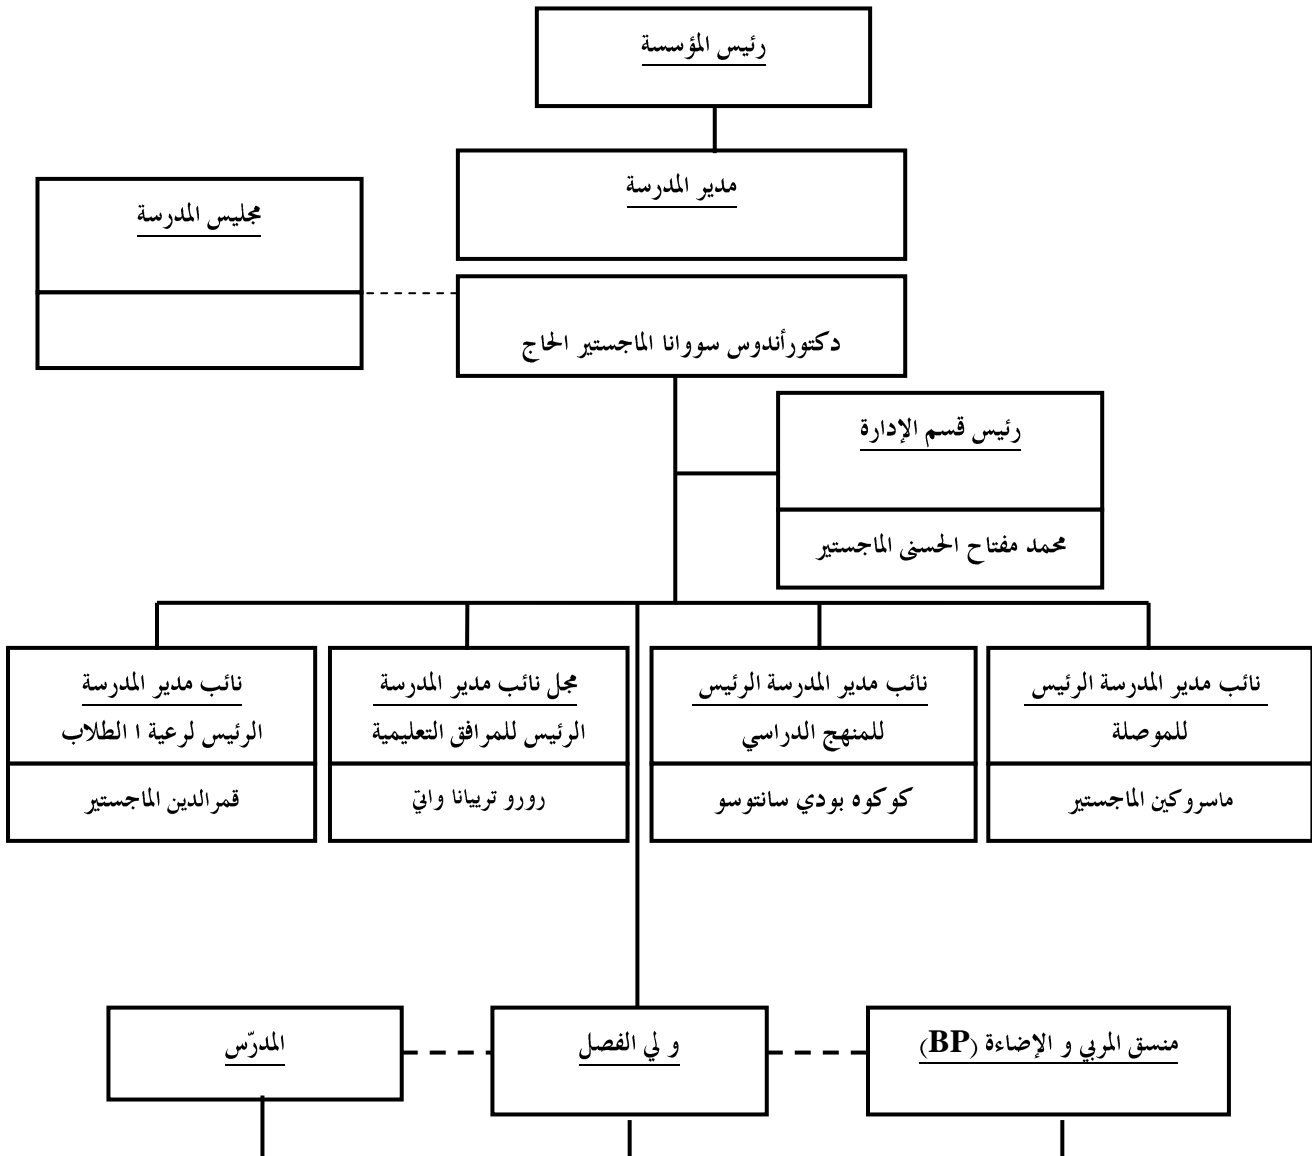 رئيس المؤسسة
مدير المدرسة
مجليس المدرسة
دكتورأندوس سووانا الماجستير الحاج
رئيس قسم الإدارة
محمد مفتاح الحسنى الماجستير
نائب مدير المدرسة الرئيس
للموصلة
ماسروكين الماجستير
نائب مدير المدرسة الرئيس
للمنهج الدراسي
كوكوه بودي سانتوسو
مجل نائب مدير المدرسة
الرئيس للمرافق التعليمية
رورو تريیانا واتي
نائب مدير المدرسة
الرئيس لرعية ا الطلاب
قمرالدين الماجستير
منسق المربي و الإضاءة (BP)
و لي الفصل
المدرّس